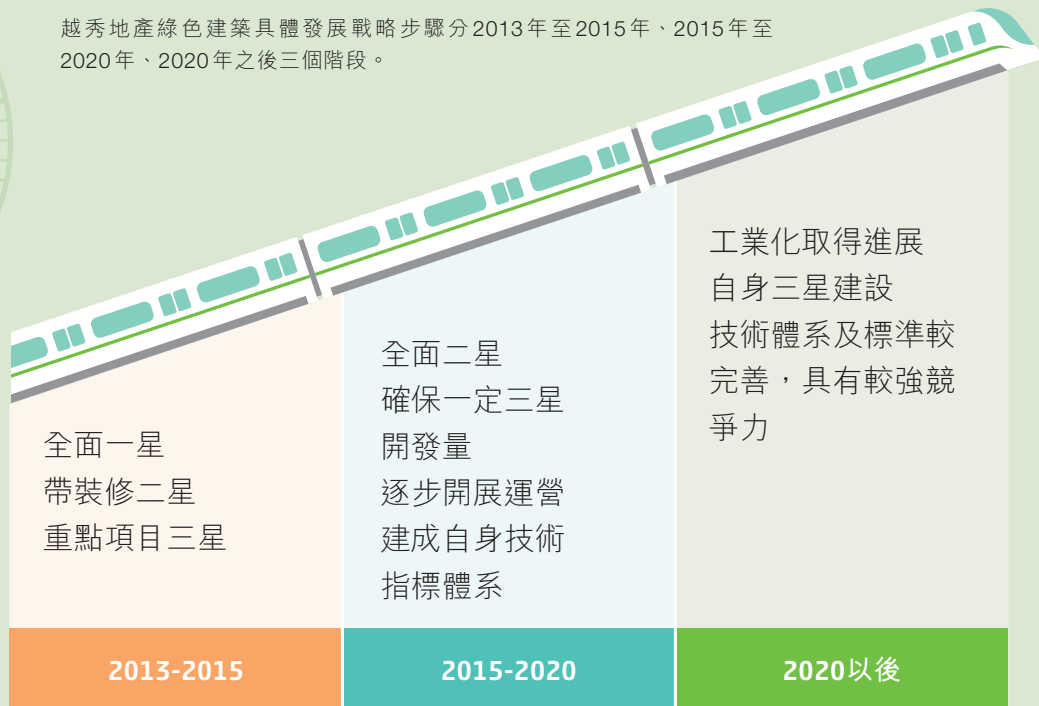 越秀地產綠色建築具體發展戰略步驟分2013年至2015年、2015年至
2020年、2020年之後三個階段。
全面一星
帶裝修二星
重點項目三星
2013-2015
全面二星
確保一定三星
開發量
逐步開展運營
建成自身技術
指標體系
2015-2020
工業化取得進展
自身三星建設
技術體系及標準較
完善，具有較強競
爭力
2020以後